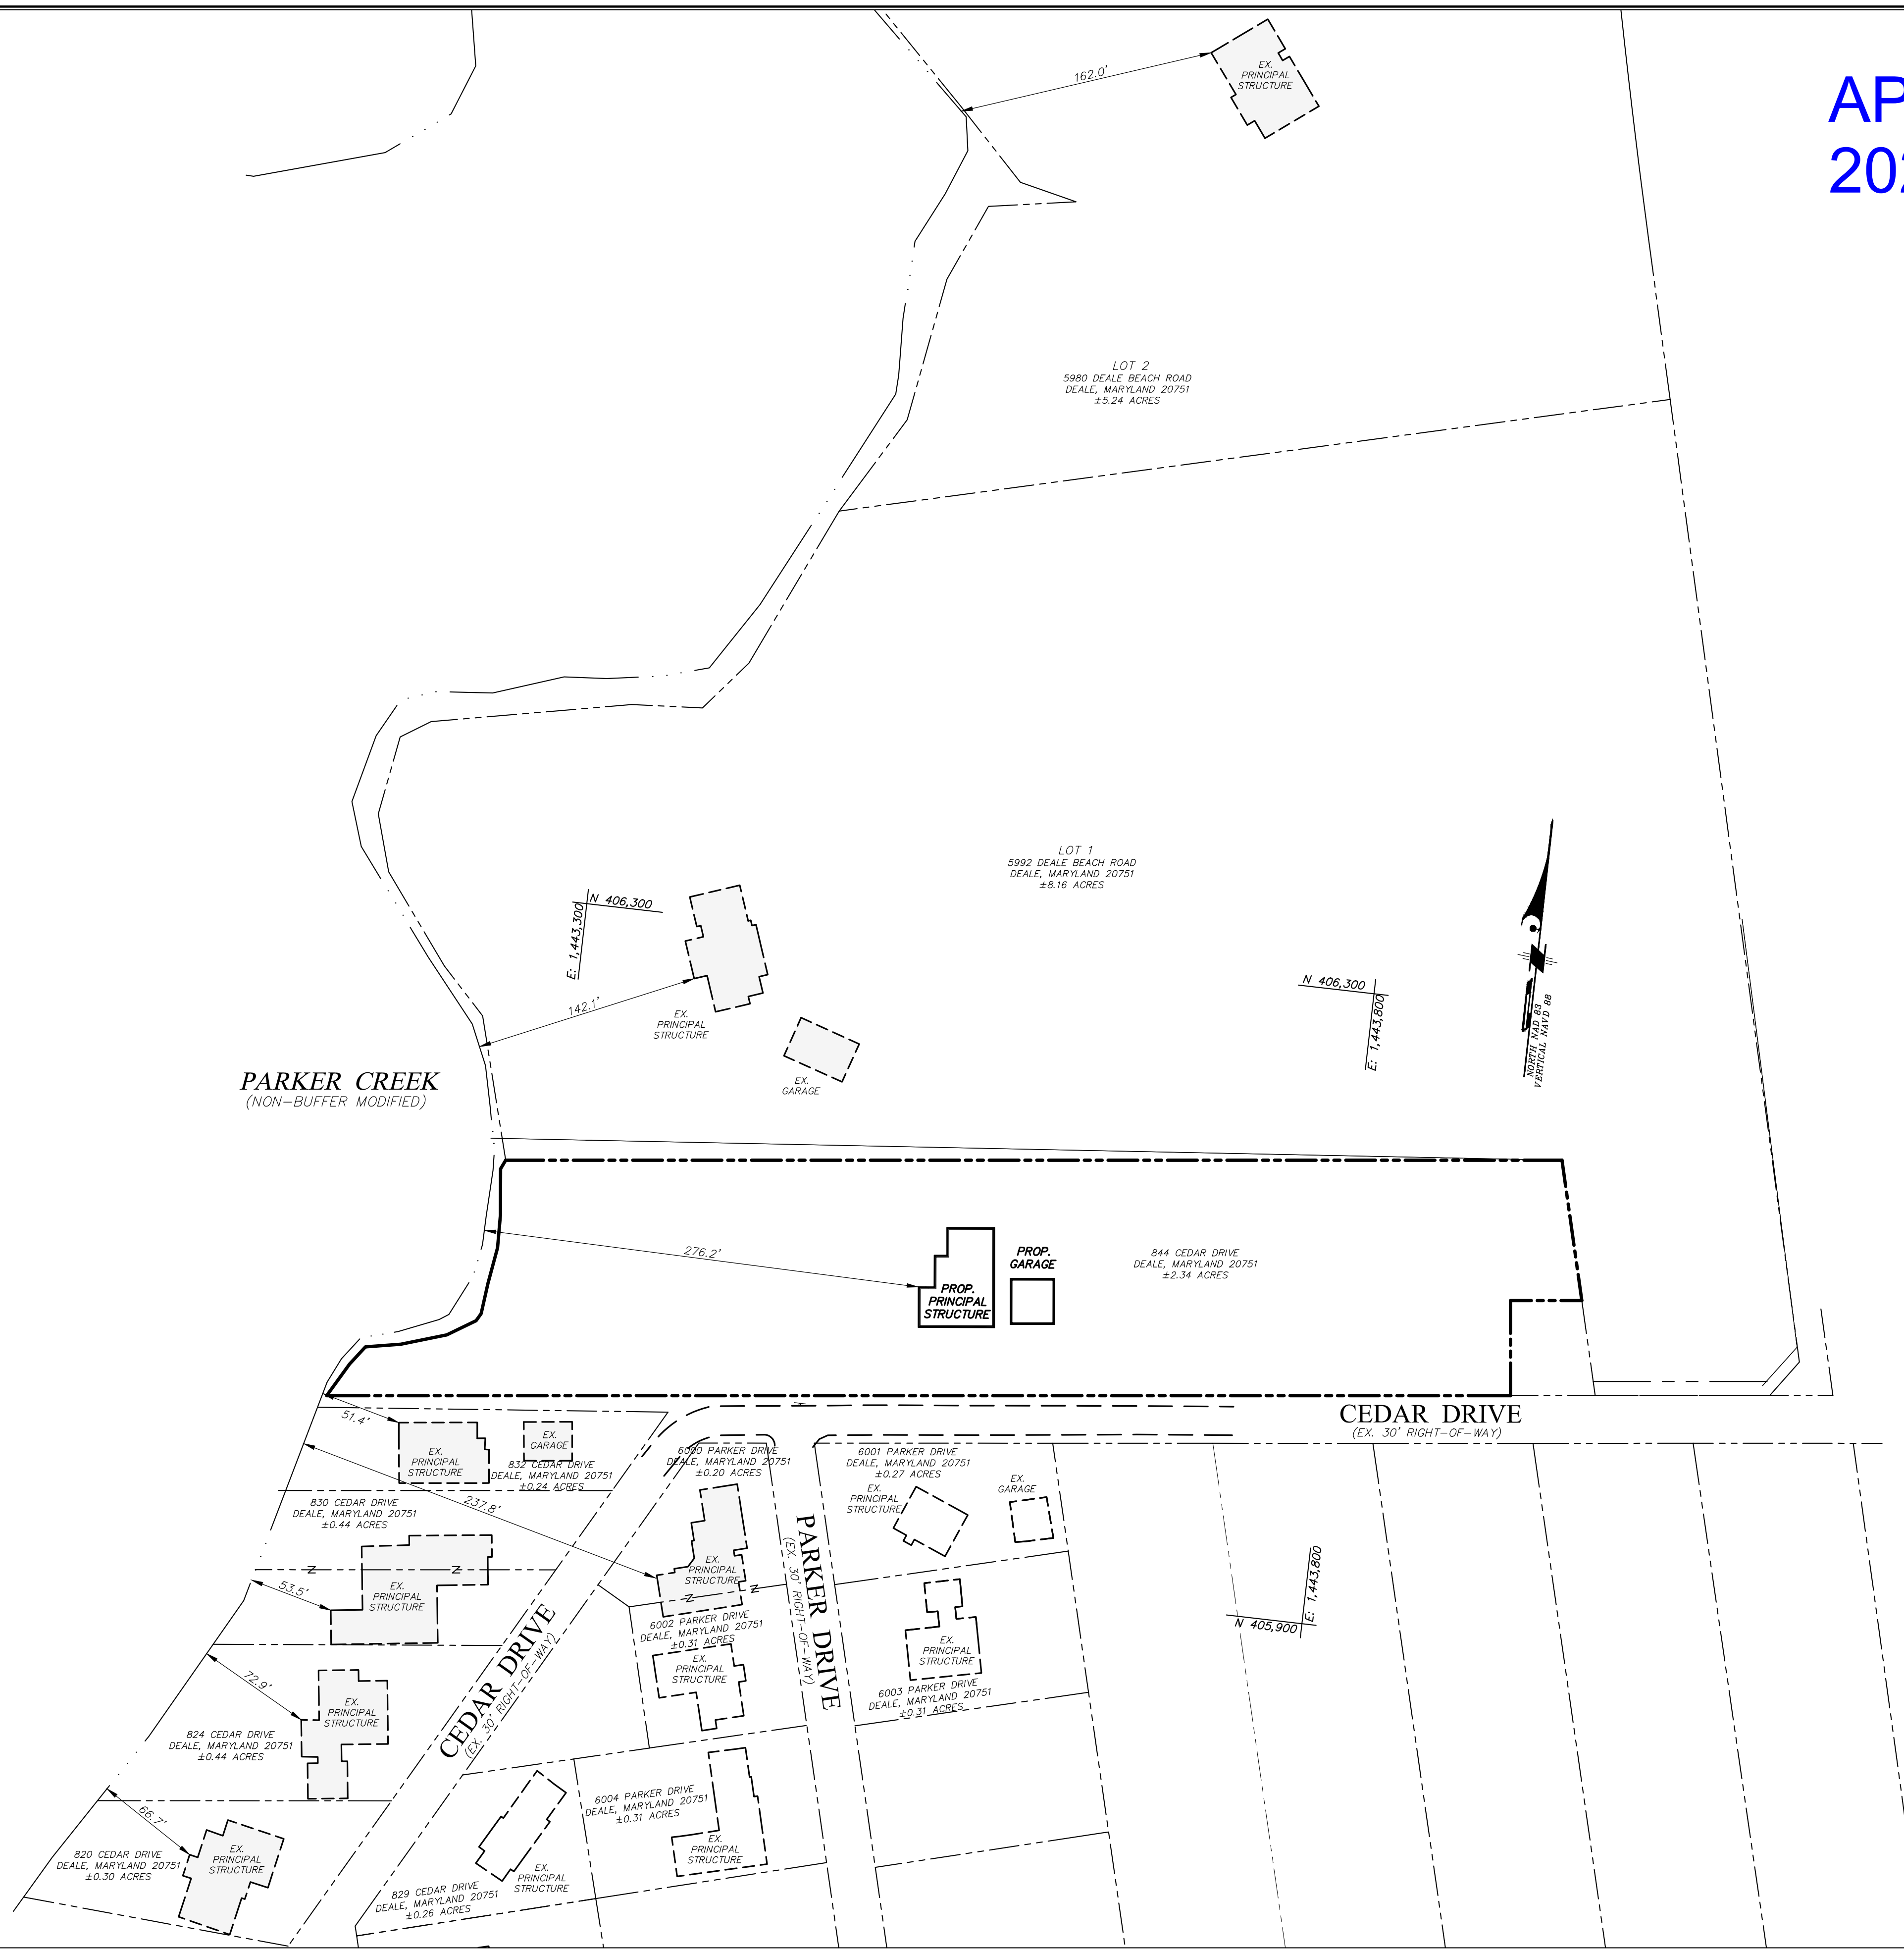 AP
202
162.0'
EX.
PRINCIPAL
STRUCTURE
LOT 2
5980 DEALE BEACH ROAD
DEALE, MARYLAND 20751
±5.24 ACRES
LOT 1
5992 DEALE BEACH ROAD
DEALE, MARYLAND 20751
±8.16 ACRES
N 406,300
E: 1,443,300
142.1'
EX.
PRINCIPAL
STRUCTURE
EX.
GARAGE
N 406,300
E: 1,443,800
NORTH NAD 83
VERTICAL NAVD 88
PARKER CREEK
(NON-BUFFER MODIFIED)
276.2'
PROP.
PRINCIPAL
STRUCTURE
PROP.
GARAGE
844 CEDAR DRIVE
DEALE, MARYLAND 20751
±2.34 ACRES
CEDAR DRIVE
(EX. 30' RIGHT-OF-WAY)
51.4'
EX.
PRINCIPAL
STRUCTURE
EX.
GARAGE
832 CEDAR DRIVE
DEALE, MARYLAND 20751
±0.24 ACRES
6000 PARKER DRIVE
DEALE, MARYLAND 20751
±0.20 ACRES
6001 PARKER DRIVE
DEALE, MARYLAND 20751
±0.27 ACRES
EX.
PRINCIPAL
STRUCTURE
EX.
GARAGE
237.8'
830 CEDAR DRIVE
DEALE, MARYLAND 20751
±0.44 ACRES
53.5'
EX.
PRINCIPAL
STRUCTURE
Z
Z
EX.
PRINCIPAL
STRUCTURE
Z
Z
PARKER DRIVE
(EX. 30' RIGHT-OF-WAY)
6002 PARKER DRIVE
DEALE, MARYLAND 20751
±0.31 ACRES
EX.
PRINCIPAL
STRUCTURE
EX.
PRINCIPAL
STRUCTURE
6003 PARKER DRIVE
DEALE, MARYLAND 20751
±0.31 ACRES
N 405,900
E: 1,443,800
CEDAR DRIVE
(EX. 30' RIGHT-OF-WAY)
72.9'
EX.
PRINCIPAL
STRUCTURE
824 CEDAR DRIVE
DEALE, MARYLAND 20751
±0.44 ACRES
66.7'
820 CEDAR DRIVE
DEALE, MARYLAND 20751
±0.30 ACRES
EX.
PRINCIPAL
STRUCTURE
6004 PARKER DRIVE
DEALE, MARYLAND 20751
±0.31 ACRES
EX.
PRINCIPAL
STRUCTURE
EX.
PRINCIPAL
STRUCTURE
829 CEDAR DRIVE
DEALE, MARYLAND 20751
±0.26 ACRES